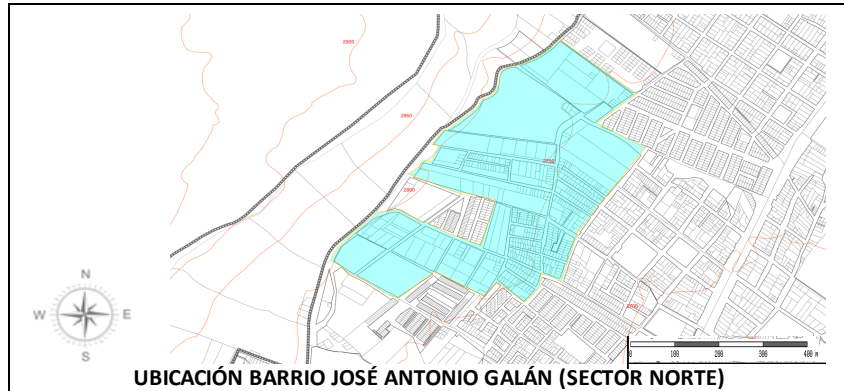 2900
2850
2750
2800
2800
N
W E
S
0 100 200 300 400 M
UBICACIÓN BARRIO JOSÉ ANTONIO GALÁN (SECTOR NORTE)